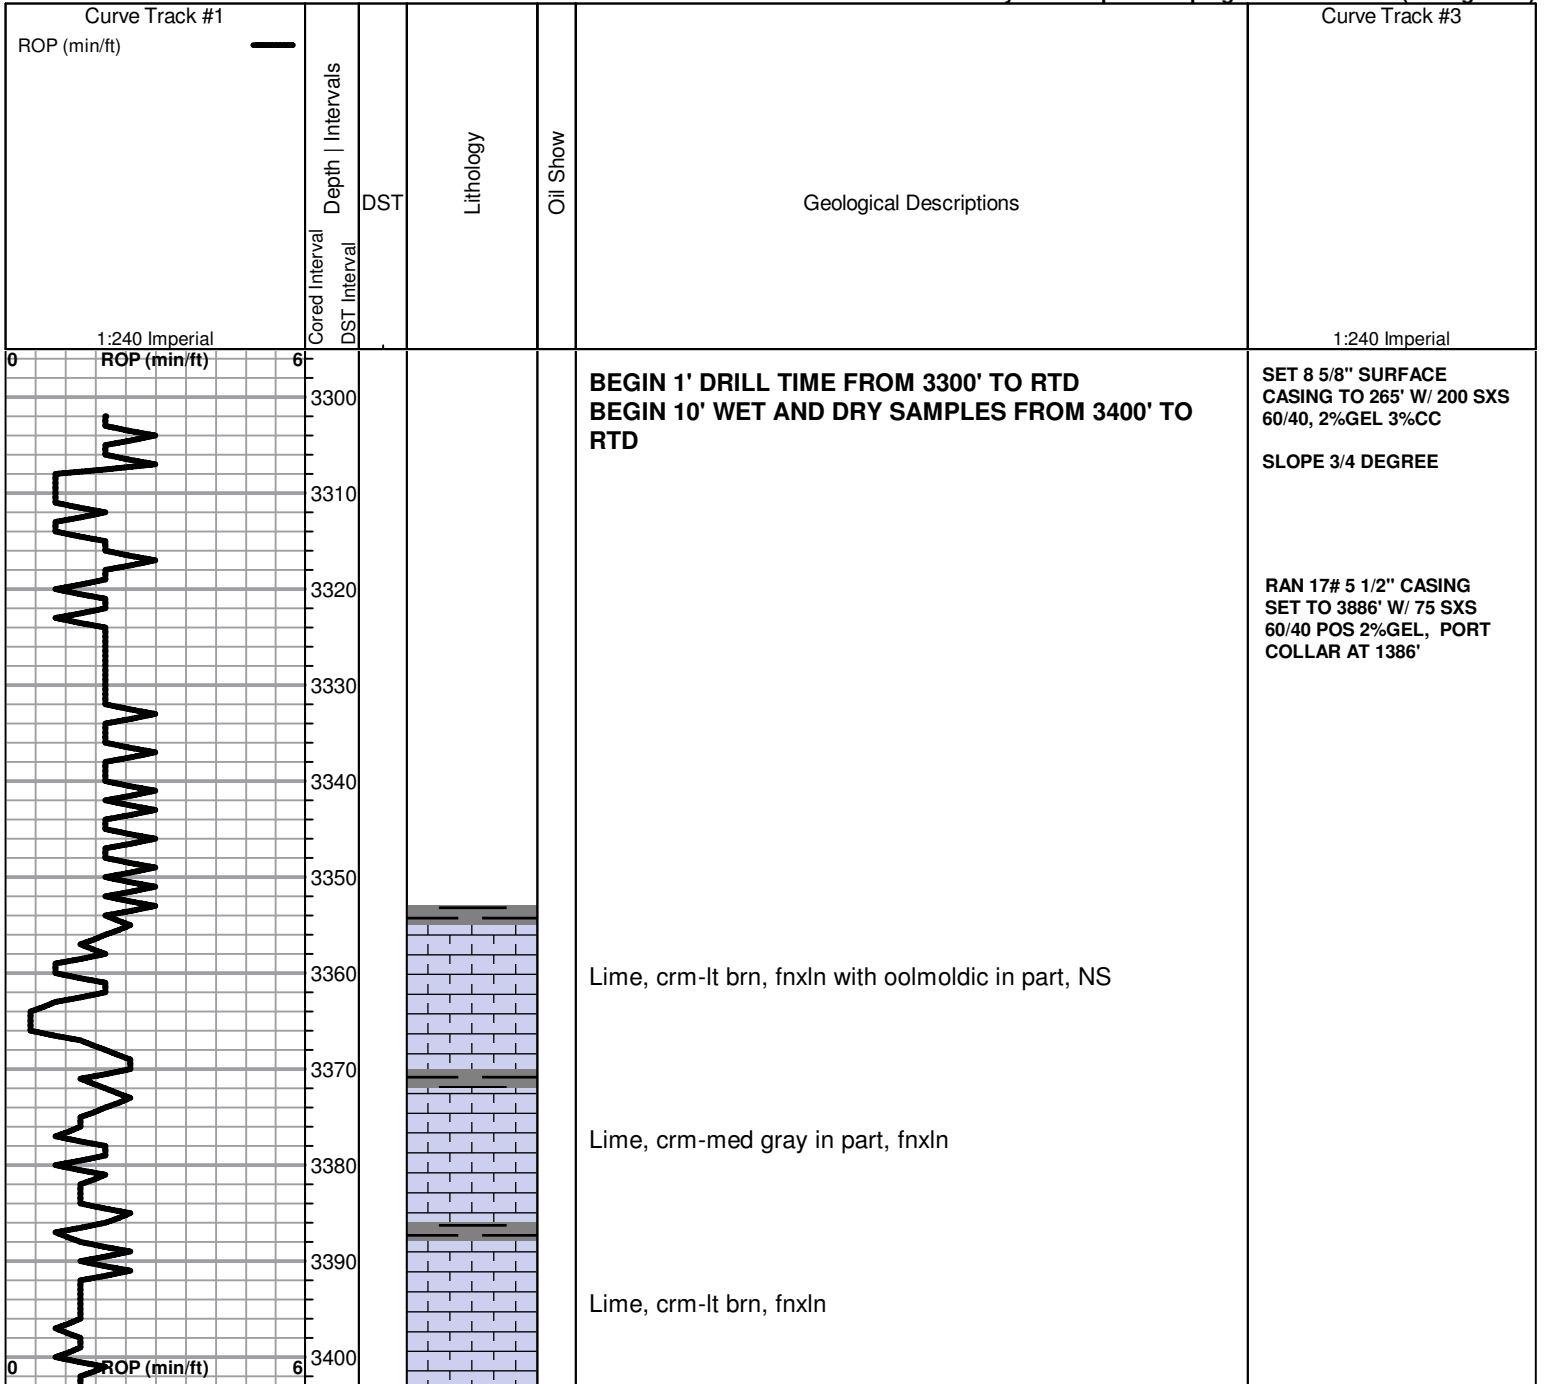 Curve Track #1
ROP (min/ft)
1:240 Imperial
Depth | Intervals
Cored Interval
DST Interval
DST
Lithology
Oil Show
Geological Descriptions
Curve Track #3
1:240 Imperial
0 ROP (min/ft) 6
3300
3310
3320
3330
3340
3350
3360
3370
3380
3390
3400
0 ROP (min/ft) 6
BEGIN 1' DRILL TIME FROM 3300' TO RTD
BEGIN 10' WET AND DRY SAMPLES FROM 3400' TO
RTD
Lime, crm-lt brn, fnxln with oolmoldic in part, NS
Lime, crm-med gray in part, fnxln
Lime, crm-lt brn, fnxln
SET 8 5/8" SURFACE
CASING TO 265' W/ 200 SXS
60/40, 2%GEL 3%CC
SLOPE 3/4 DEGREE
RAN 17# 5 1/2" CASING
SET TO 3886' W/ 75 SXS
60/40 POS 2%GEL, PORT
COLLAR AT 1386'